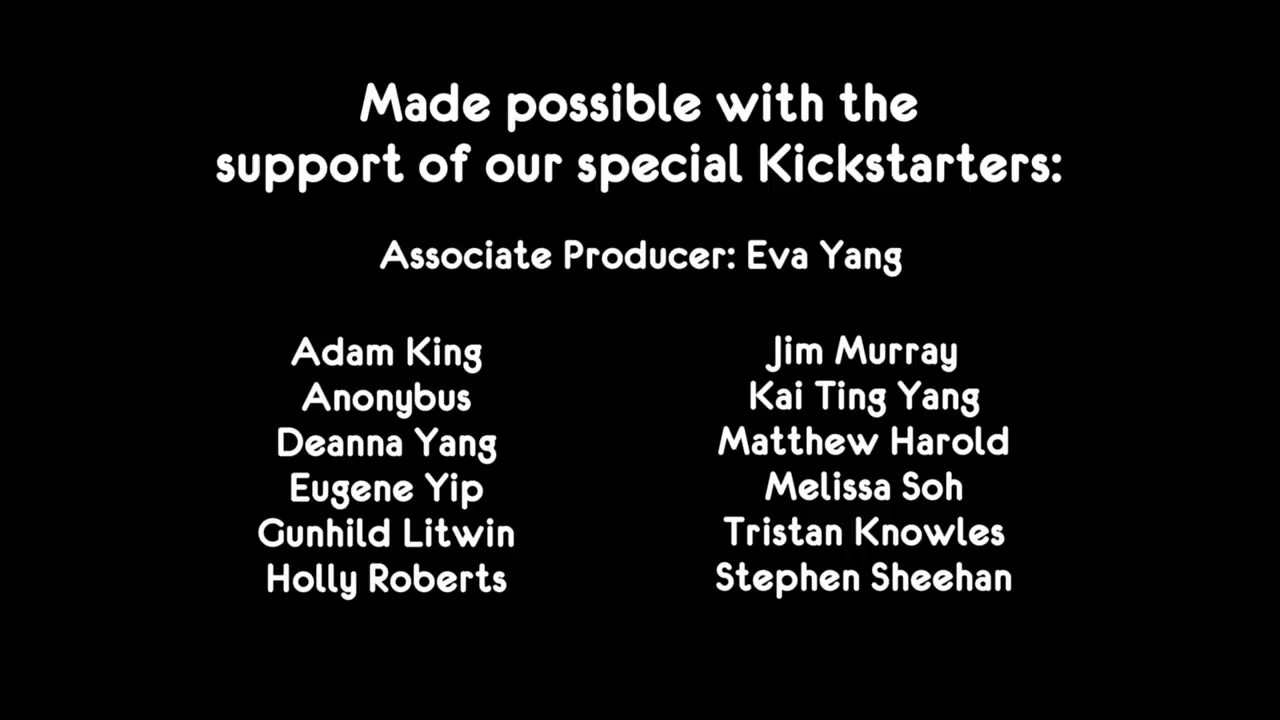 Made possible with the
support of our special Kickstarters:
Associate Producer: Eva Yang
Adam King
Anonybus
Deanna Yang
Eugene Yip
Gunhild Litwin
Holly Roberts
Jim Murray
Kai Ting Yang
Matthew Harold
Melissa Soh
Tristan Knowles
Stephen Sheehan